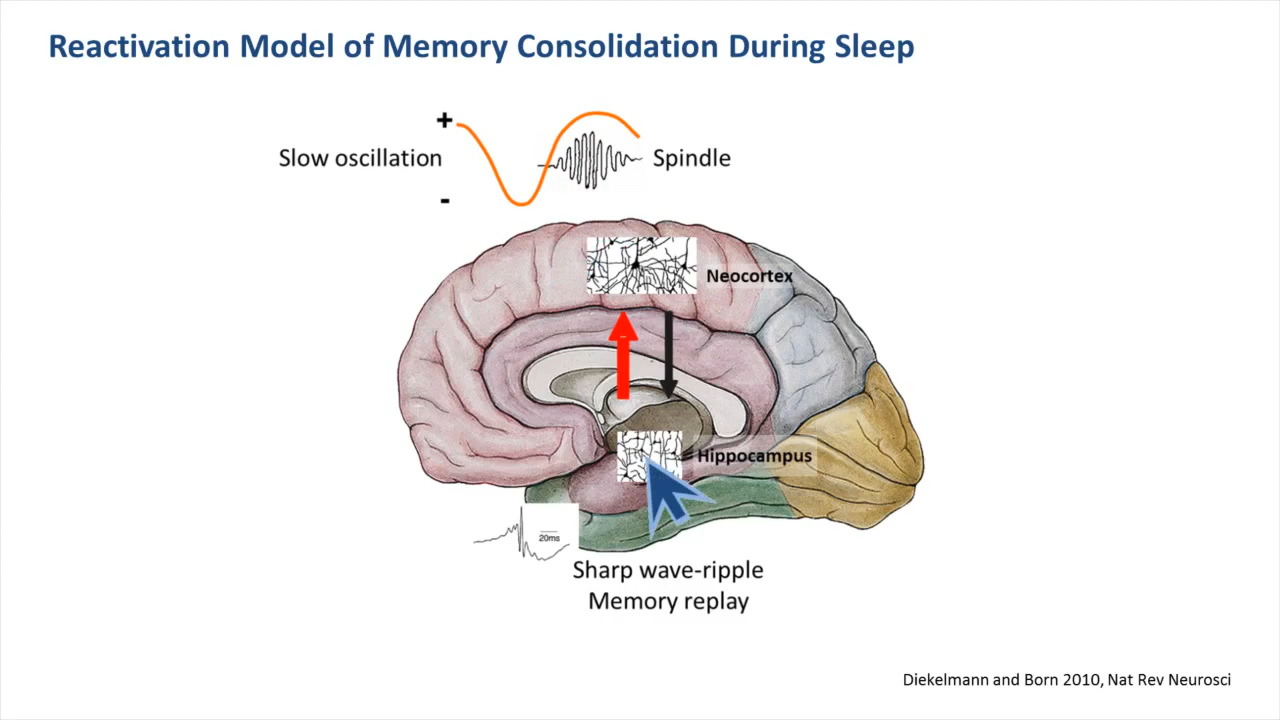 Reactivation Model of Memory Consolidation During Sleep
+
Slow oscillation
Spindle
-
Neocortex
Hippocampus
20ms
Sharp wave-ripple
Memory replay
Diekelmann and Born 2010, Nat Rev Neurosci